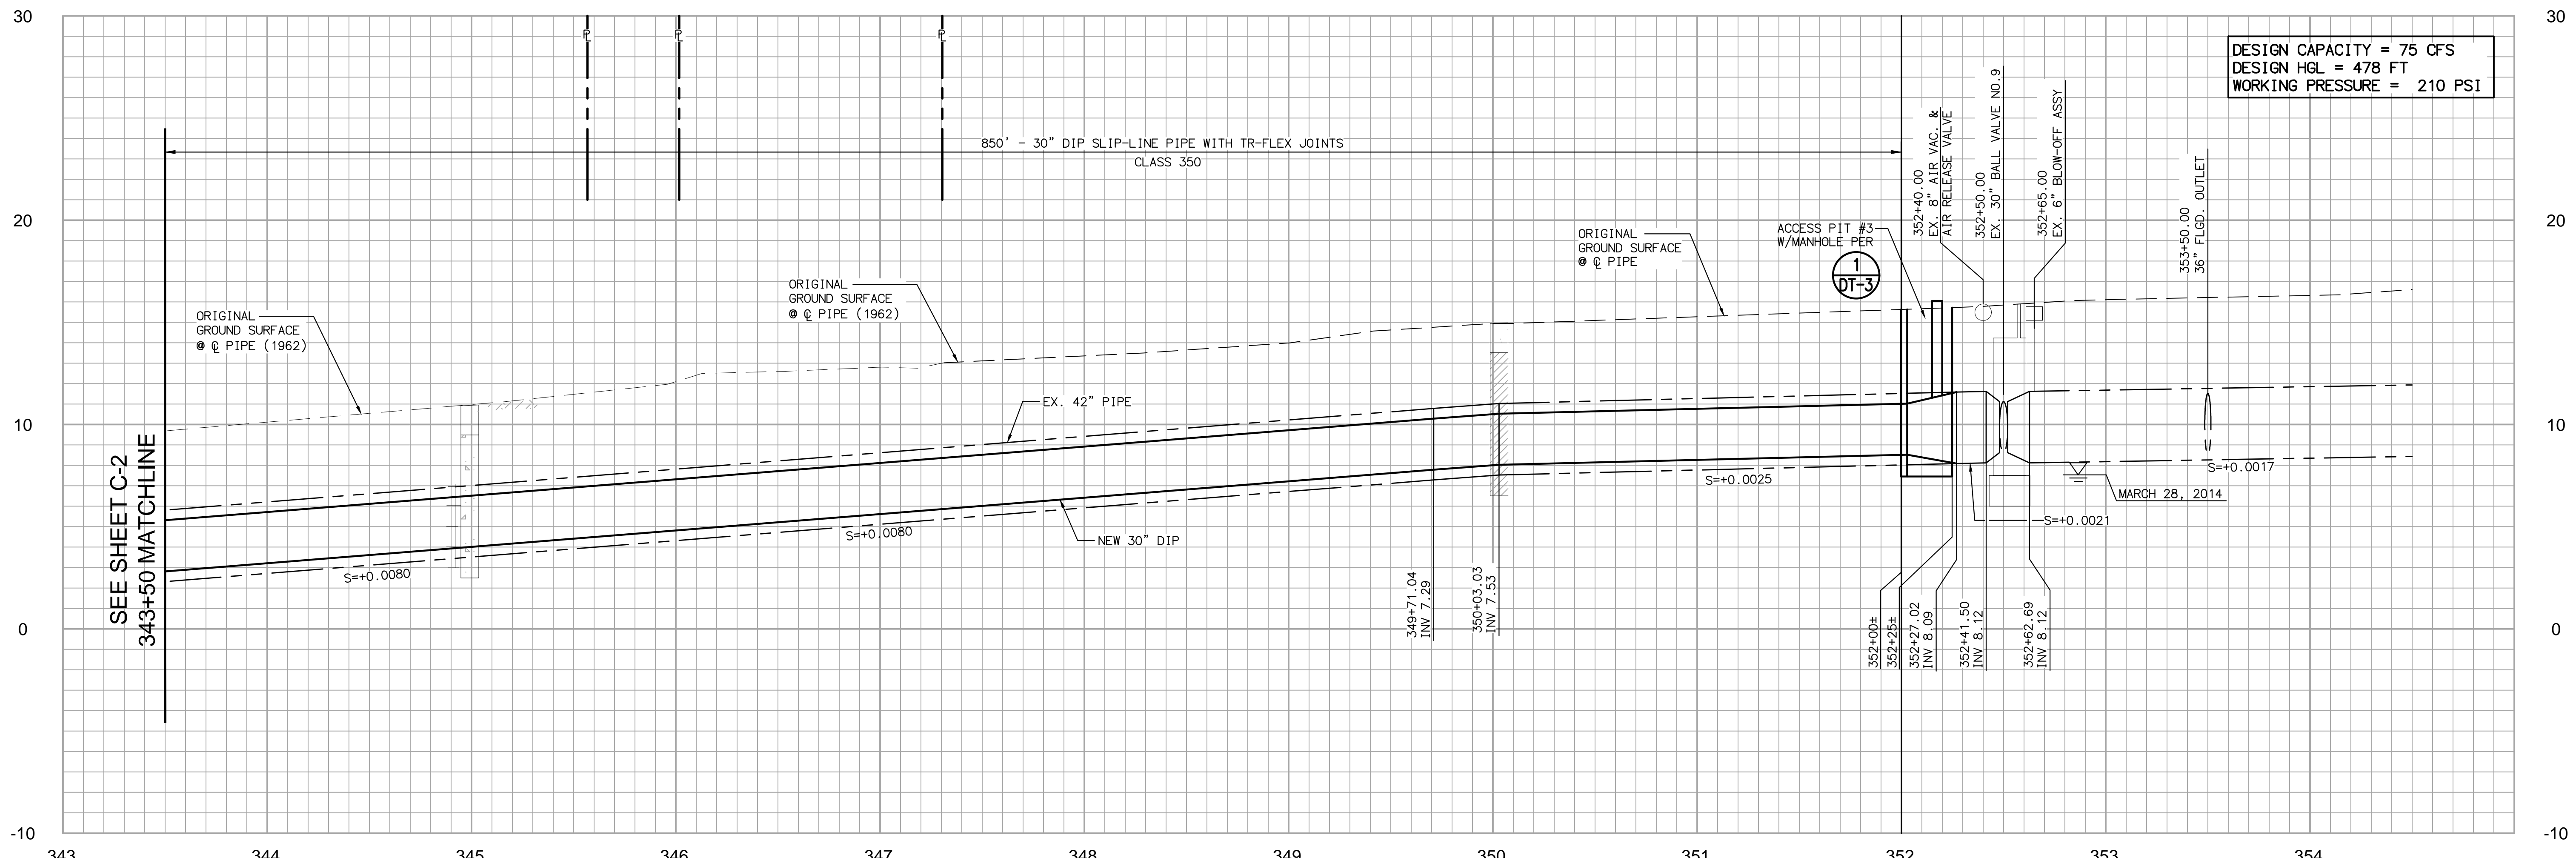 30
30
P̲L
P̲L
P̲L
DESIGN CAPACITY = 75 CFS
DESIGN HGL = 478 FT
WORKING PRESSURE = 210 PSI
850' - 30" DIP SLIP-LINE PIPE WITH TR-FLEX JOINTS
CLASS 350
352+40.00
EX. 8" AIR VAC. &
AIR RELEASE VALVE
352+50.00
EX. 30" BALL VALVE NO.9
352+65.00
EX. 6" BLOW-OFF ASSY
353+50.00
36" FLGD. OUTLET
20
20
ORIGINAL
GROUND SURFACE
@ ℄ PIPE
ACCESS PIT #3
W/MANHOLE PER
1
DT-3
ORIGINAL
GROUND SURFACE
@ ℄ PIPE (1962)
ORIGINAL
GROUND SURFACE
@ ℄ PIPE (1962)
10
10
EX. 42" PIPE
SEE SHEET C-2
343+50 MATCHLINE
S=+0.0080
S=+0.0080
NEW 30" DIP
S=+0.0025
S=+0.0017
MARCH 28, 2014
S=+0.0021
349+71.04
INV 7.29
350+03.03
INV 7.53
352+00±
352+25±
352+27.02
INV 8.09
352+41.50
INV 8.12
352+62.69
INV 8.12
0
0
-10
-10
343
344
345
346
347
348
349
350
351
352
353
354